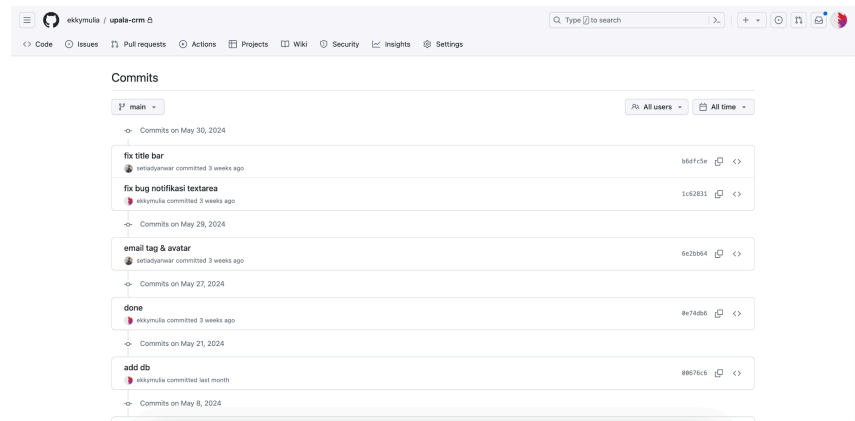 ekkymulia / upala-crm
Type / to search
Code Issues Pull requests Actions Projects Wiki Security Insights Settings
Commits
main
All users All time
Commits on May 30, 2024
fix title bar
setiadyanwar committed 3 weeks ago
b6dfc5e
fix bug notifikasi textarea
ekkymulia committed 3 weeks ago
1c62831
Commits on May 29, 2024
email tag & avatar
setiadyanwar committed 3 weeks ago
6e2bb64
Commits on May 27, 2024
done
ekkymulia committed 3 weeks ago
0e74db6
Commits on May 21, 2024
add db
ekkymulia committed last month
80676c6
Commits on May 8, 2024